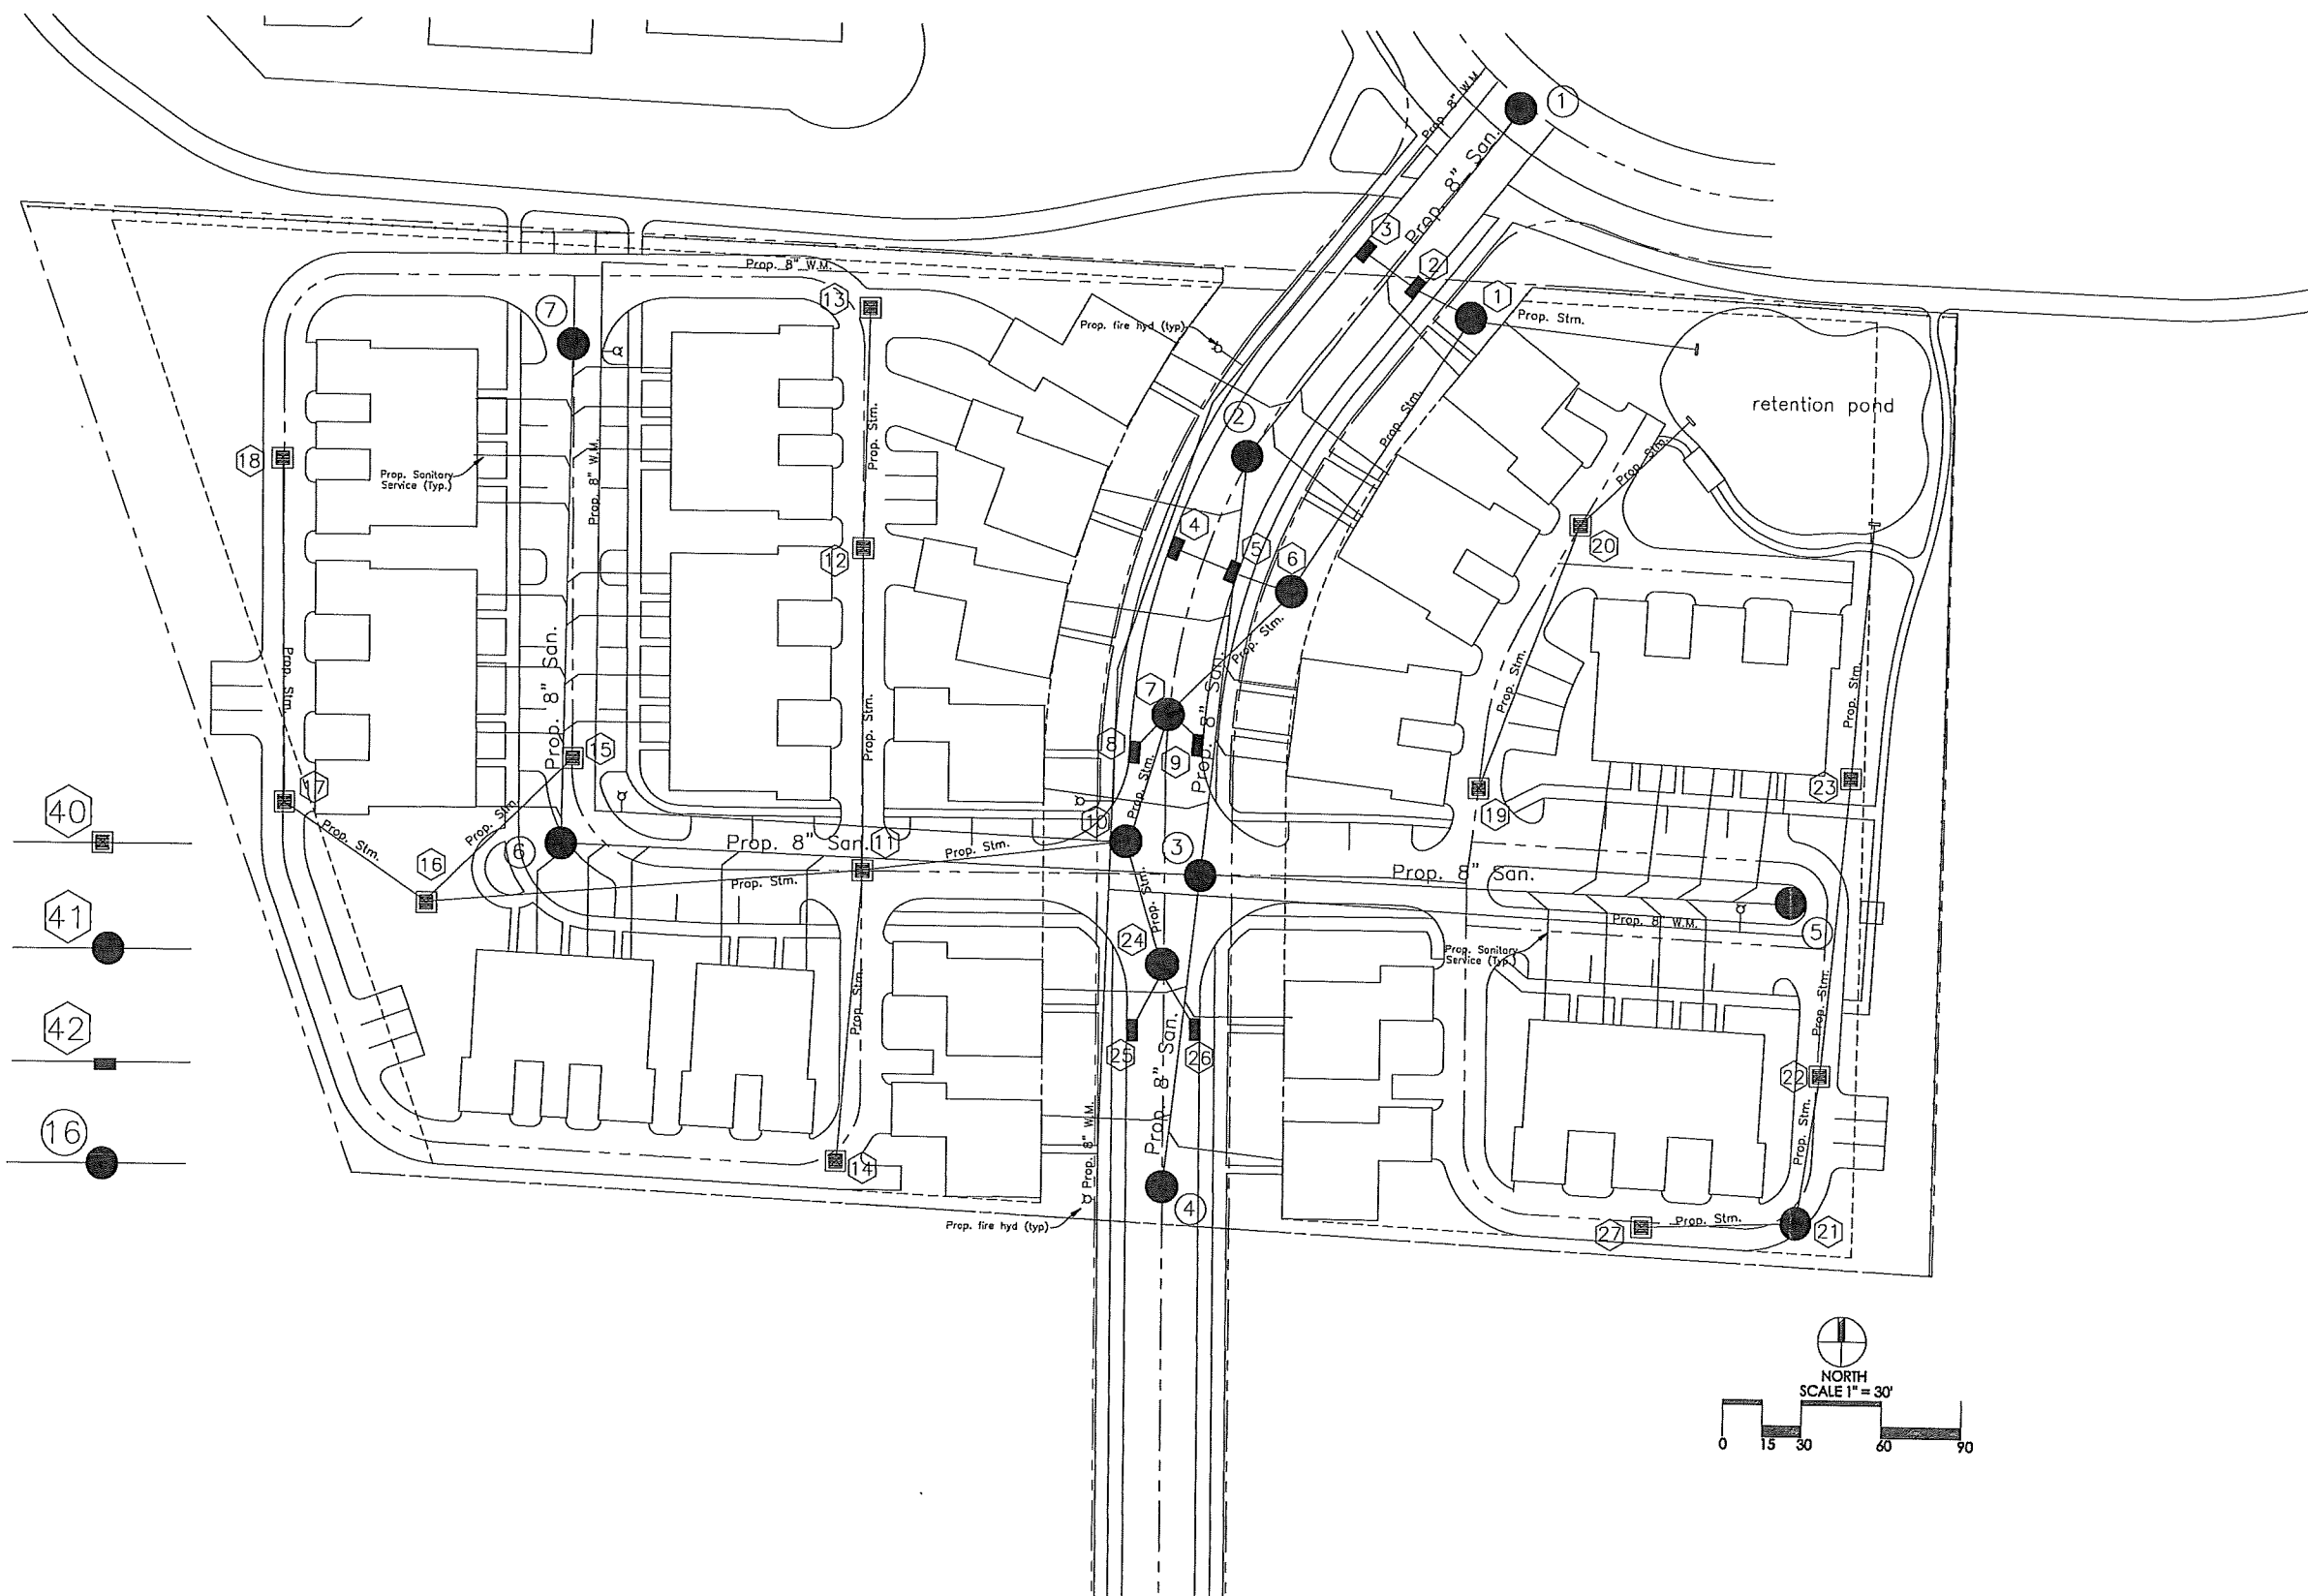 Prop. 8" W.M.
1
Prop. 8" San.
3
2
1
Prop. Stm.
Prop. 8" W.M.
13
7
Prop. fire hyd (typ)
retention pond
Prop. Stm.
Prop. Stm.
2
Prop. Stm.
18
Prop. Sanitary
Service (Typ.)
Prop. 8" W.M.
4
5
6
12
20
Prop. Stm.
Prop. 8" San.
Prop. Stm.
Prop. 8" San.
Prop. Stm.
Prop. Stm.
Prop. Stm.
7
8
9
15
17
23
19
40
Prop. Stm.
Prop. Stm.
Prop. Stm.
10
6
Prop. 8" San.
11
Prop. Stm.
3
16
Prop. Stm.
Prop. 8" San.
Prop. Stm.
Prop. 8" W.M.
5
41
24
Prop. Sanitary
Service (Typ.)
Prop. Stm.
Prop. Stm.
42
25
26
Prop. 8" San.
22
16
Prop. 8" W.M.
Prop. Stm.
14
4
Prop. fire hyd (typ)
27
Prop. Stm.
21
NORTH
SCALE 1" = 30'
0 15 30 60 90